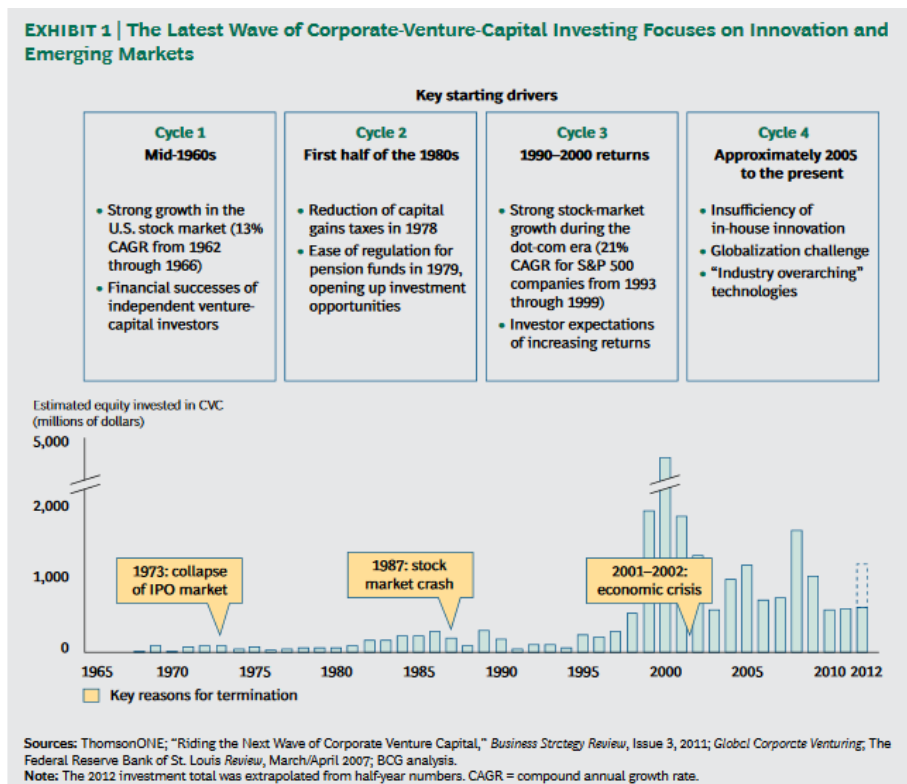 EXHIBIT 1 | The Latest Wave of Corporate-Venture-Capital Investing Focuses on Innovation and
Emerging Markets
Key starting drivers
Cycle 1
Mid-1960s
• Strong growth in the
U.S. stock market (13%
CAGR from 1962
through 1966)
• Financial successes of
independent venture-
capital investors
Cycle 2
First half of the 1980s
• Reduction of capital
gains taxes in 1978
• Ease of regulation for
pension funds in 1979,
opening up investment
opportunities
Cycle 3
1990–2000 returns
• Strong stock-market
growth during the
dot-com era (21%
CAGR for S&P 500
companies from 1993
through 1999)
• Investor expectations
of increasing returns
Cycle 4
Approximately 2005
to the present
• Insufficiency of
in-house innovation
• Globalization challenge
• “Industry overarching”
technologies
Estimated equity invested in CVC
(millions of dollars)
5,000
2,000
1,000
0
1973: collapse
of IPO market
1987: stock
market crash
2001–2002:
economic crisis
1965 1970 1975 1980 1985 1990 1995 2000 2005 2010 2012
Key reasons for termination
Sources: ThomsonONE; “Riding the Next Wave of Corporate Venture Capital,” Business Strategy Review, Issue 3, 2011; Global Corporate Venturing; The
Federal Reserve Bank of St. Louis Review, March/April 2007; BCG analysis.
Note: The 2012 investment total was extrapolated from half-year numbers. CAGR = compound annual growth rate.